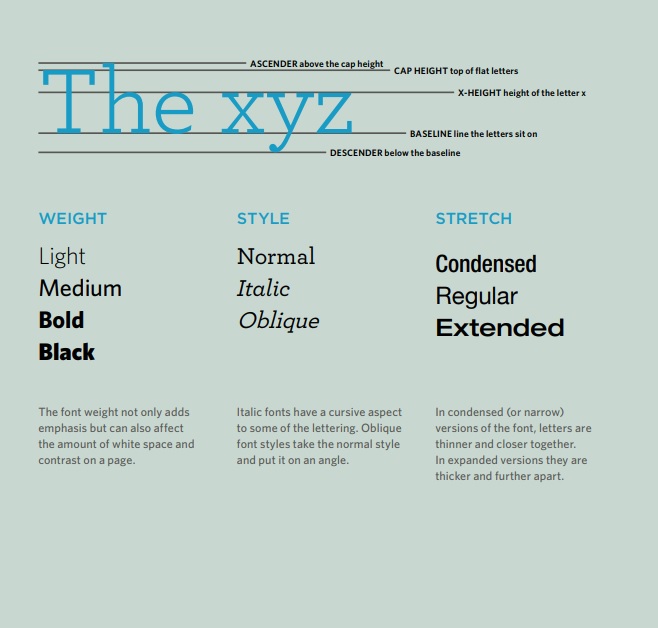 The xyz
ASCENDER above the cap height
CAP HEIGHT top of flat letters
X-HEIGHT height of the letter x
BASELINE line the letters sit on
DESCENDER below the baseline
WEIGHT
Light
Medium
Bold
Black
The font weight not only adds
emphasis but can also affect
the amount of white space and
contrast on a page.
STYLE
Normal
Italic
Oblique
Italic fonts have a cursive aspect
to some of the lettering. Oblique
font styles take the normal style
and put it on an angle.
STRETCH
Condensed
Regular
Extended
In condensed (or narrow)
versions of the font, letters are
thinner and closer together.
In expanded versions they are
thicker and further apart.